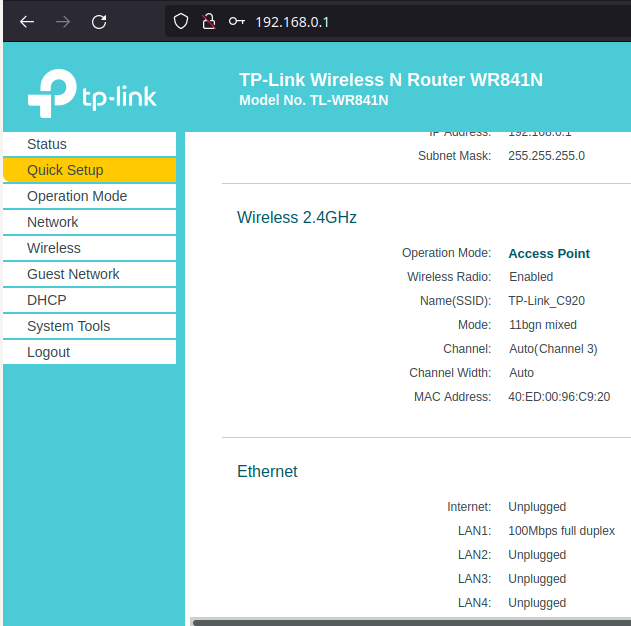 192.168.0.1
tp-link
TP-Link Wireless N Router WR841N
Model No. TL-WR841N
Status
Quick Setup
Operation Mode
Network
Wireless
Guest Network
DHCP
System Tools
Logout
IP Address: 192.168.0.1
Subnet Mask: 255.255.255.0
Wireless 2.4GHz
Operation Mode: Access Point
Wireless Radio: Enabled
Name(SSID): TP-Link_C920
Mode: 11bgn mixed
Channel: Auto(Channel 3)
Channel Width: Auto
MAC Address: 40:ED:00:96:C9:20
Ethernet
Internet: Unplugged
LAN1: 100Mbps full duplex
LAN2: Unplugged
LAN3: Unplugged
LAN4: Unplugged